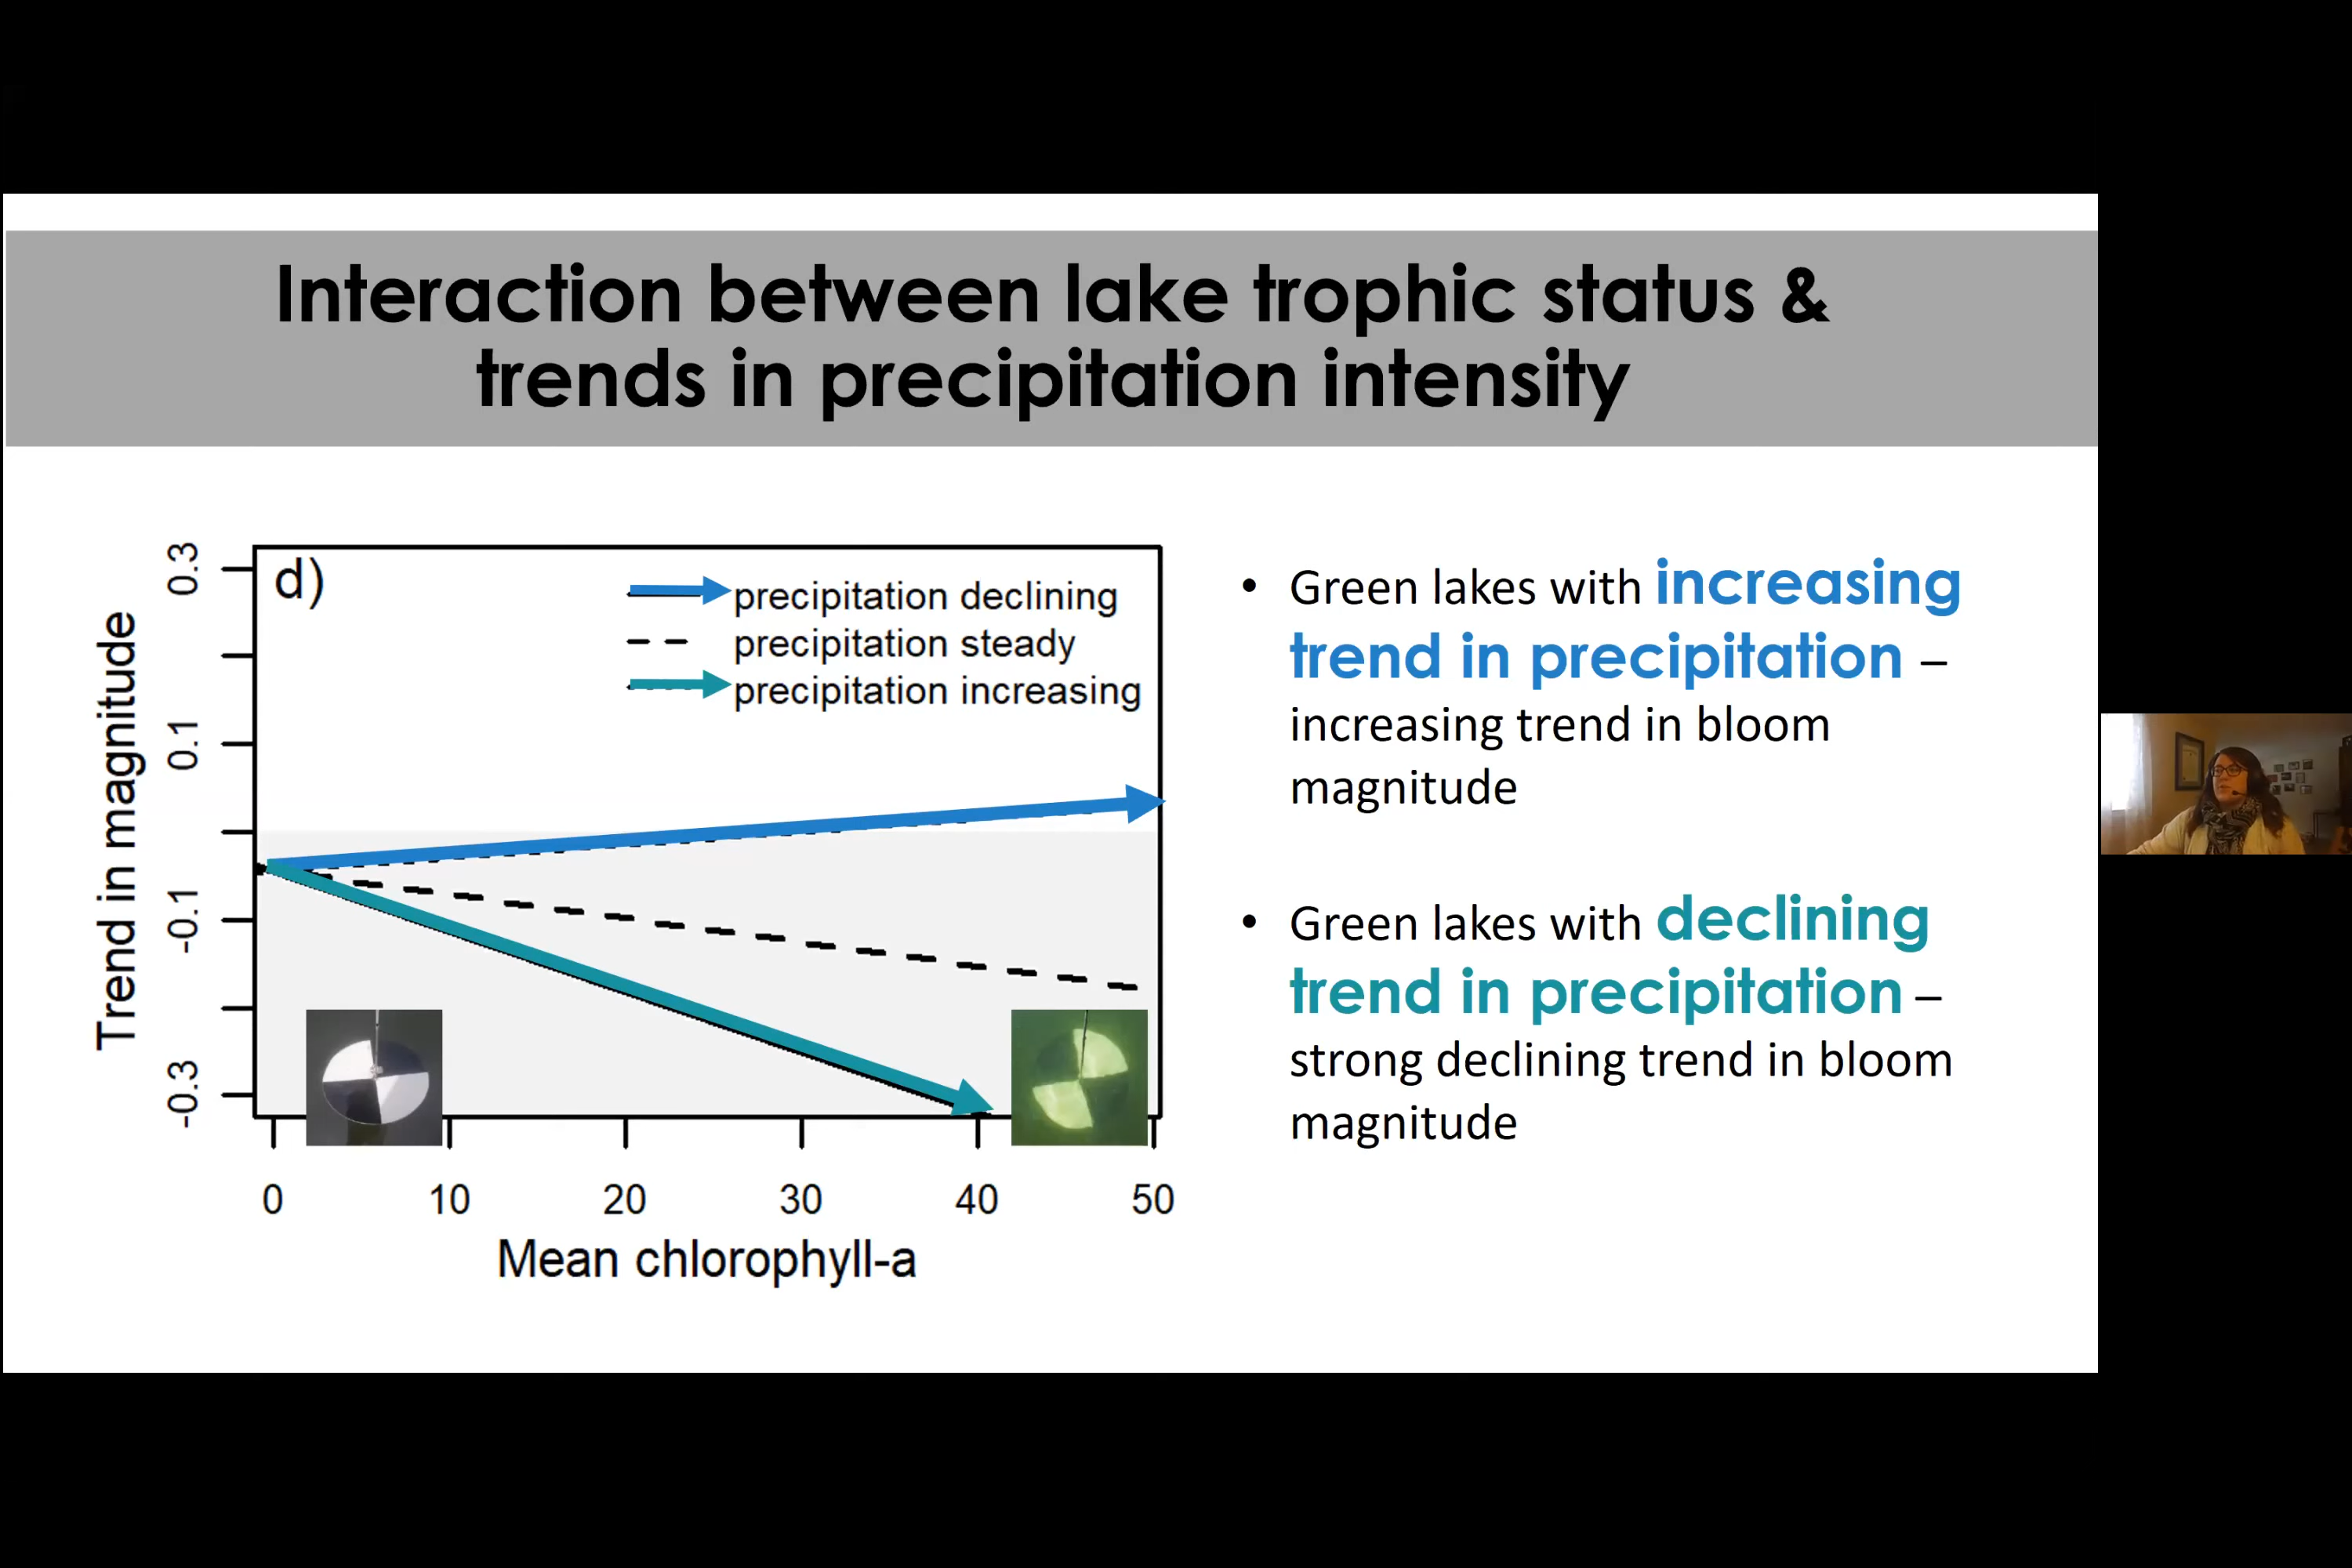 Interaction between lake trophic status &
trends in precipitation intensity
d)
precipitation declining
precipitation steady
precipitation increasing
Trend in magnitude
0.3
0.1
-0.1
-0.3
0 10 20 30 40 50
Mean chlorophyll-a
• Green lakes with increasing
trend in precipitation –
increasing trend in bloom
magnitude
• Green lakes with declining
trend in precipitation –
strong declining trend in bloom
magnitude